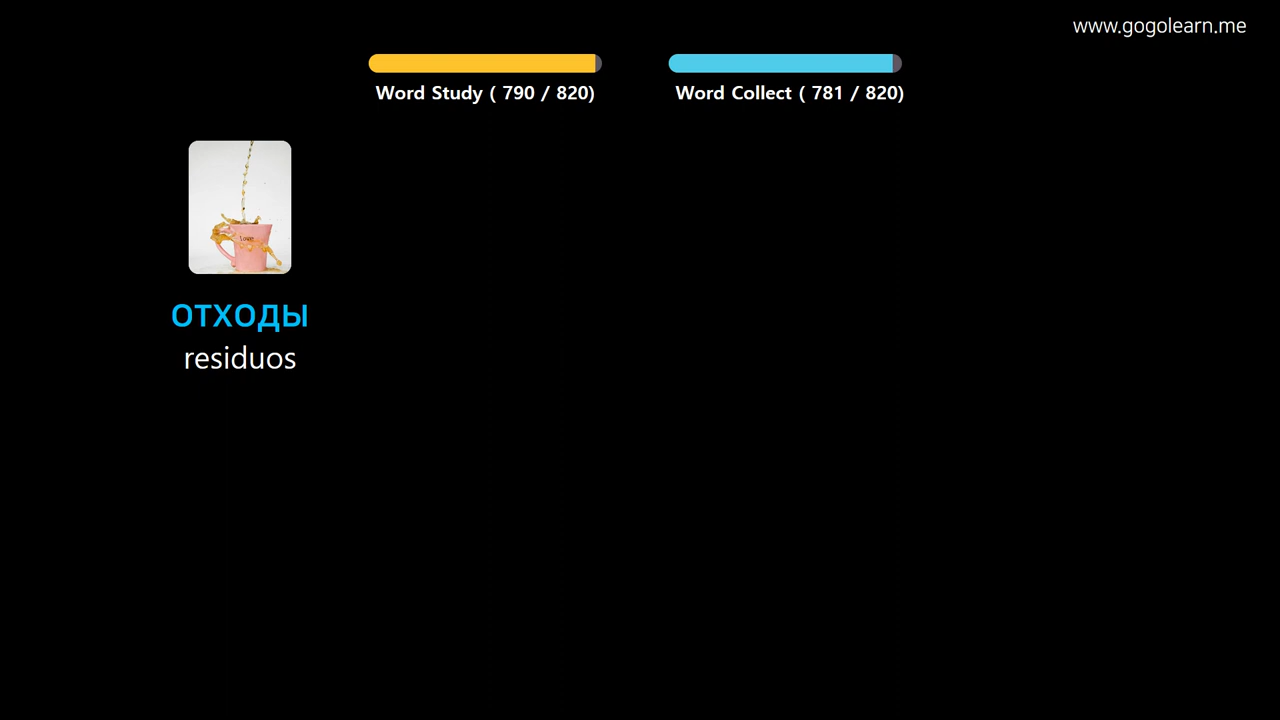 www.gogolearn.me
Word Study ( 790 / 820)
Word Collect ( 781 / 820)
отходы
residuos